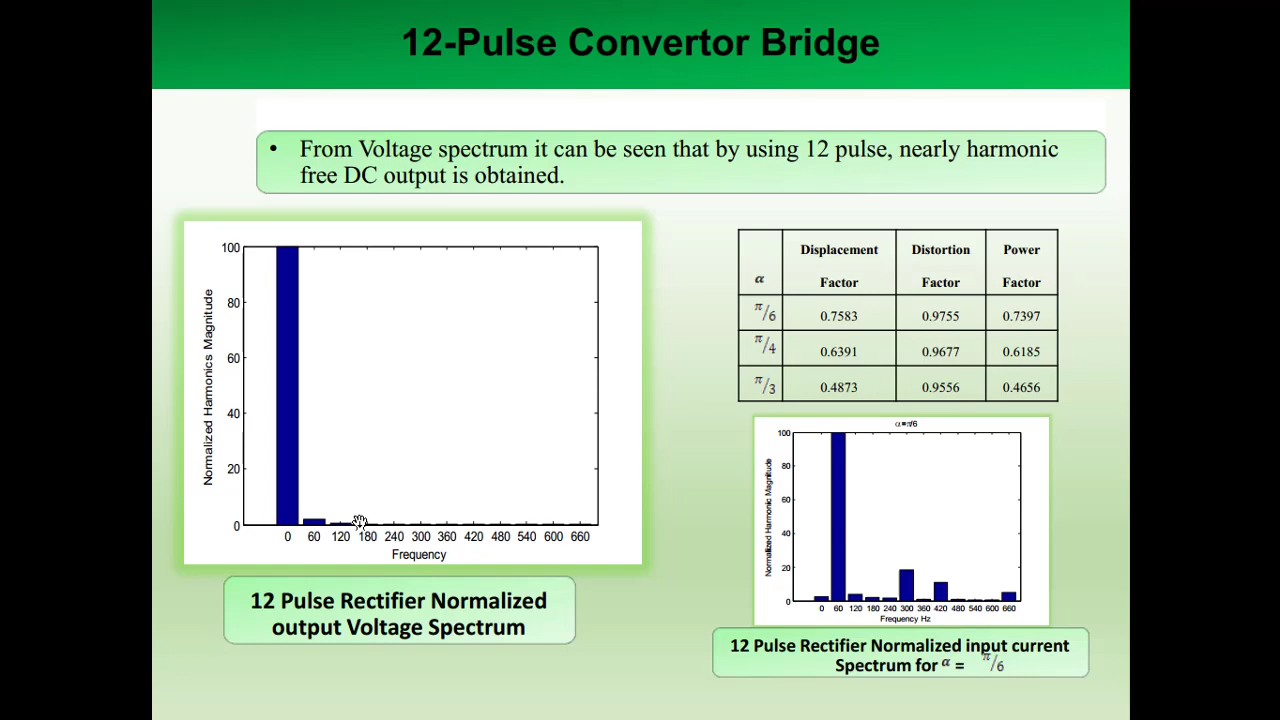 12-Pulse Convertor Bridge
• From Voltage spectrum it can be seen that by using 12 pulse, nearly harmonic
free DC output is obtained.
Normalized Harmonics Magnitude
100
80
60
40
20
0
0 60 120 180 240 300 360 420 480 540 600 660
Frequency
12 Pulse Rectifier Normalized
output Voltage Spectrum
α Displacement Factor Distortion Factor Power Factor
π/6 0.7583 0.9755 0.7397
π/4 0.6391 0.9677 0.6185
π/3 0.4873 0.9556 0.4656
α=π/6
Normalized Harmonic Magnitude
100
80
60
40
20
0
0 60 120 180 240 300 360 420 480 540 600 660
Frequency Hz
12 Pulse Rectifier Normalized input current
Spectrum for α = π/6